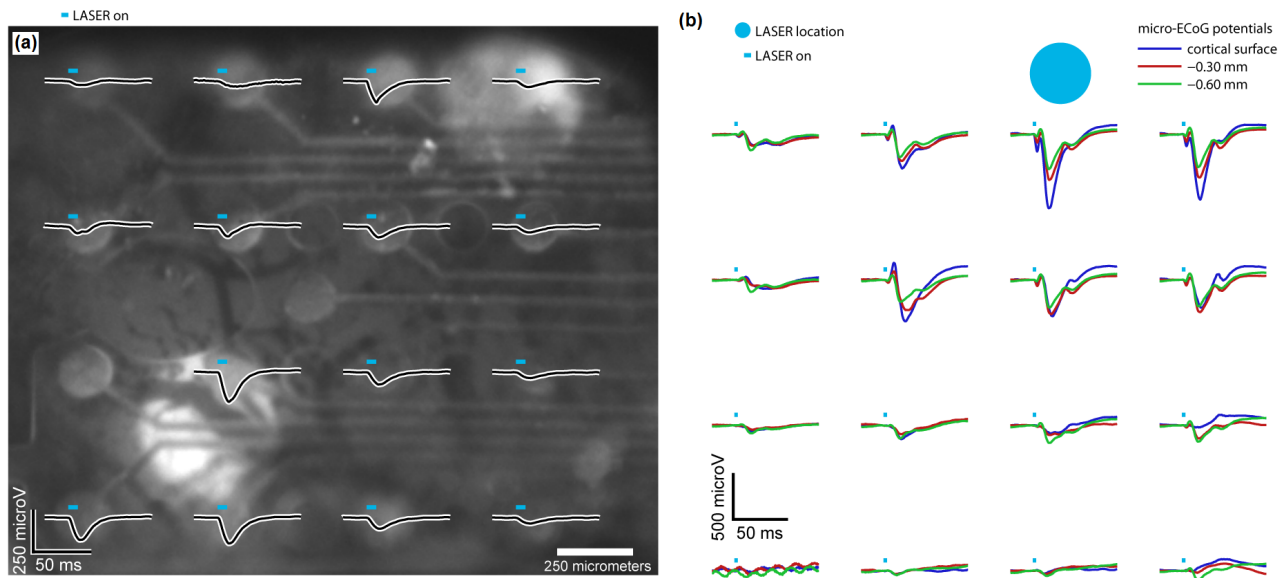 LASER on
(a)
250 microV
50 ms
250 micrometers
(b)
LASER location
LASER on
micro-ECoG potentials
cortical surface
−0.30 mm
−0.60 mm
500 microV
50 ms